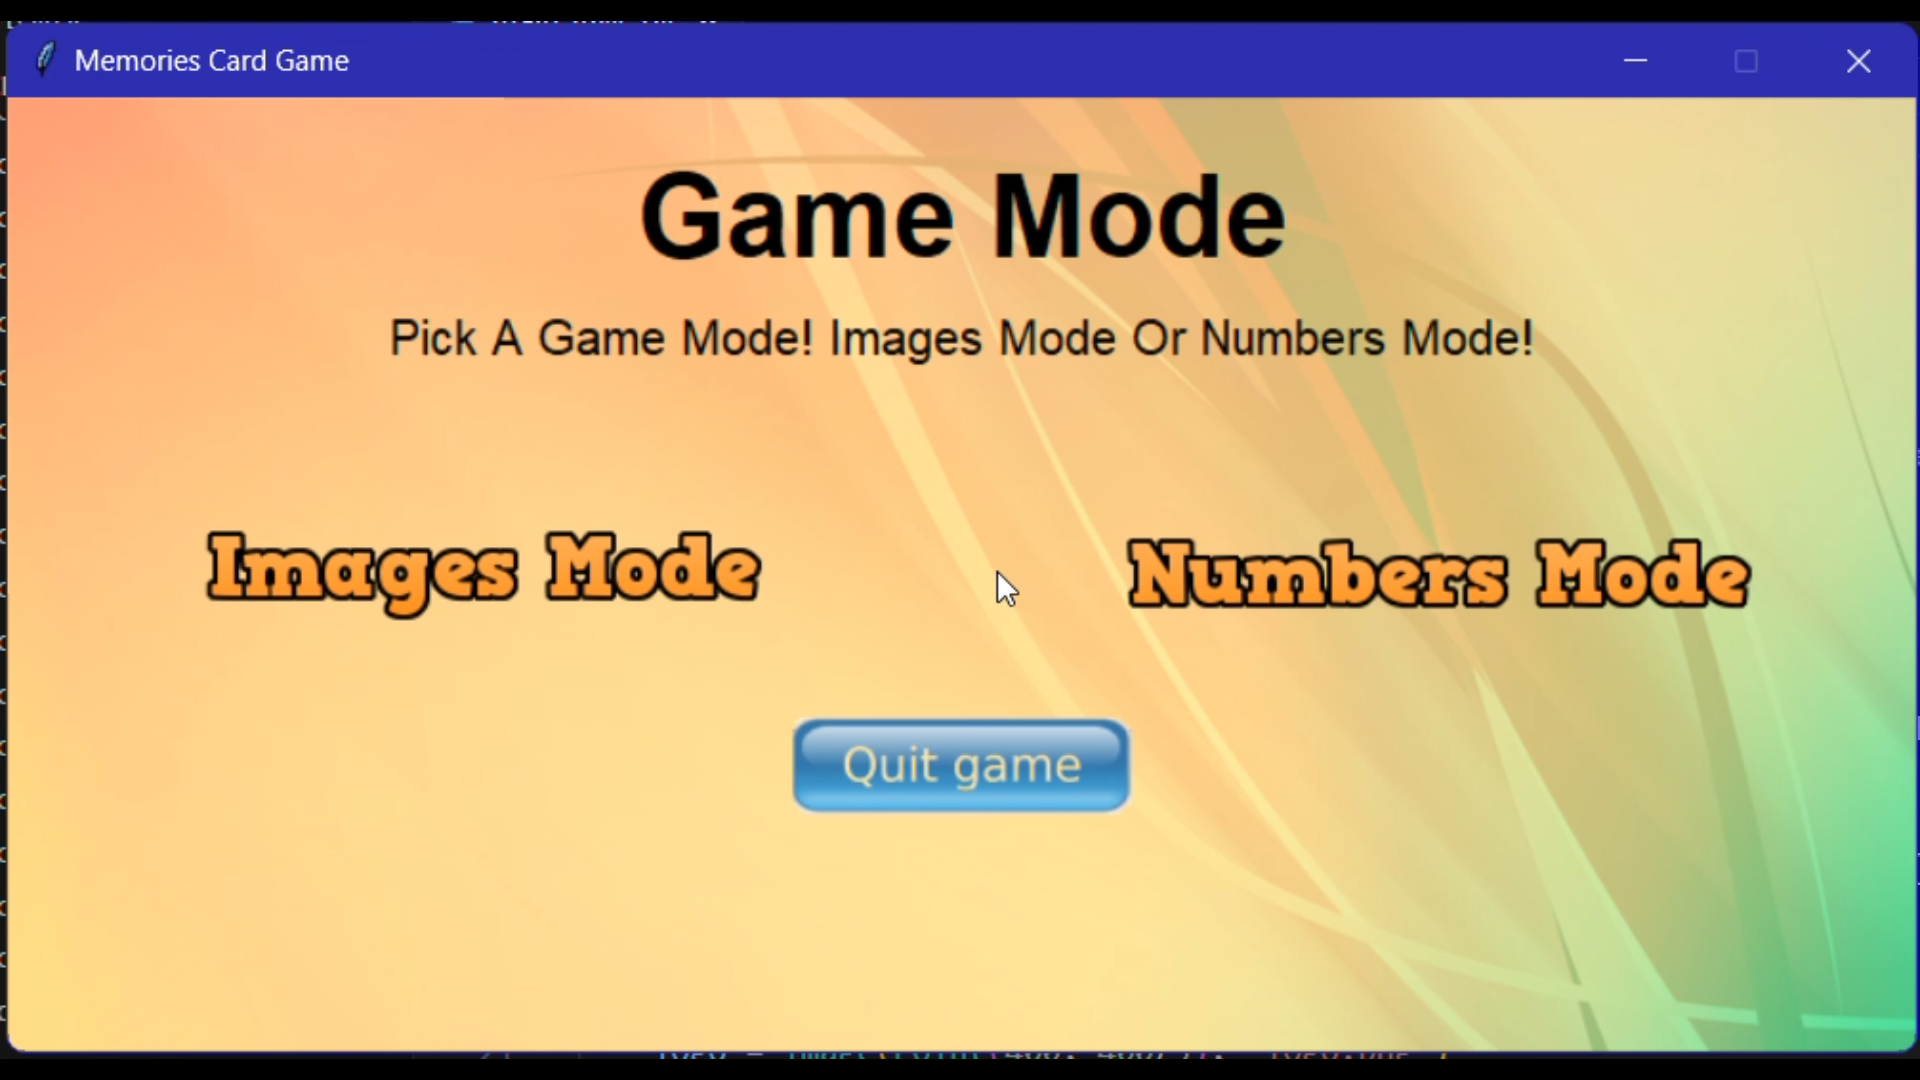 Memories Card Game
Game Mode
Pick A Game Mode! Images Mode Or Numbers Mode!
Images Mode
Numbers Mode
Quit game